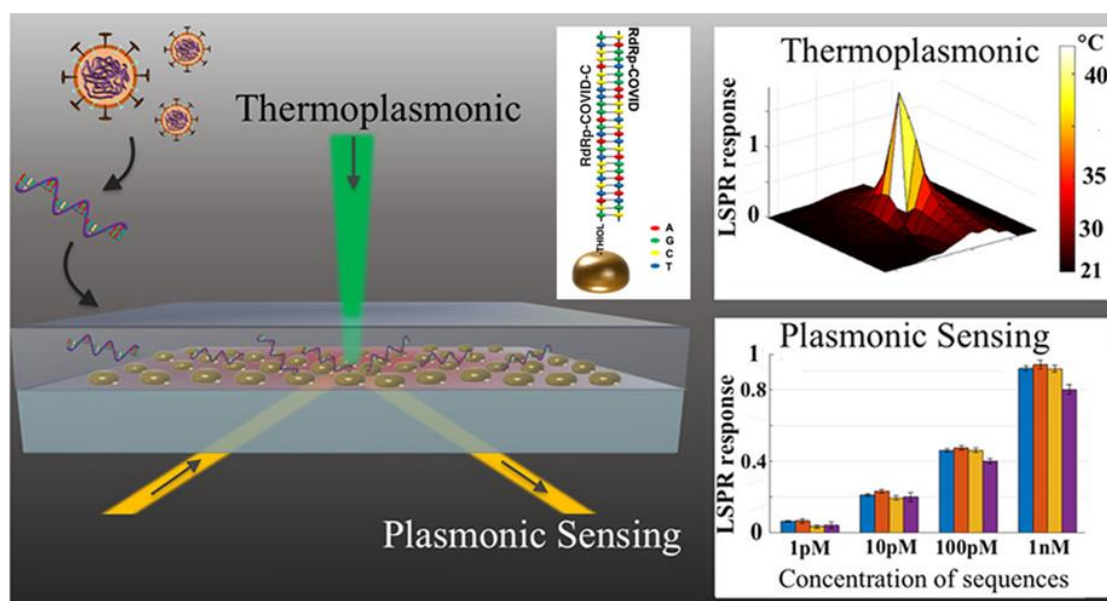 Thermoplasmonic
Plasmonic Sensing
RdRp-COVID-C
RdRp-COVID
THIOL
A
G
C
T
Thermoplasmonic
°C
40
35
30
21
LSPR response
1
0
Plasmonic Sensing
LSPR response
1
0.8
0.4
0
1pM
10pM
100pM
1nM
Concentration of sequences